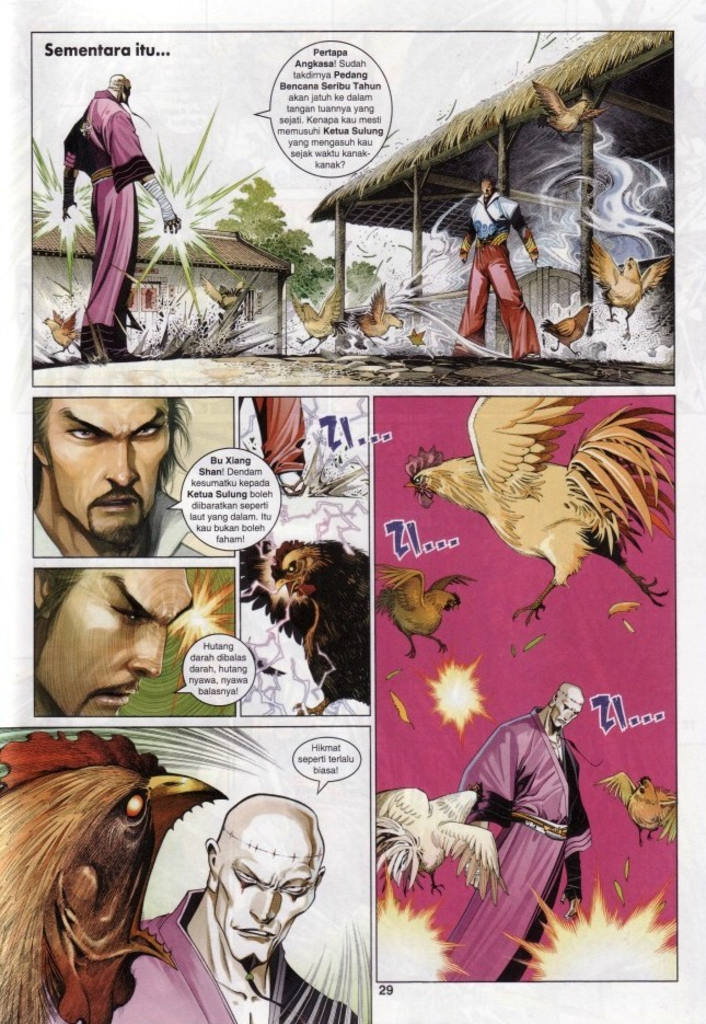 Sementara itu...
Pertapa
Angkasa! Sudah
takdirnya Pedang
Bencana Seribu Tahun
akan jatuh ke dalam
tangan tuannya yang
sejati. Kenapa kau mesti
memusuhi Ketua Sulung
yang mengasuh kau
sejak waktu kanak-
kanak?
Bu Xiang
Shan! Dendam
kesumatku kepada
Ketua Sulung boleh
dibaratkan seperti
laut yang dalam. Itu
kau bukan boleh
faham!
ZI...
Hutang
darah dibalas
darah, hutang
nyawa, nyawa
balasnya!
ZI...
ZI...
Hikmat
seperti terlalu
biasa!
29